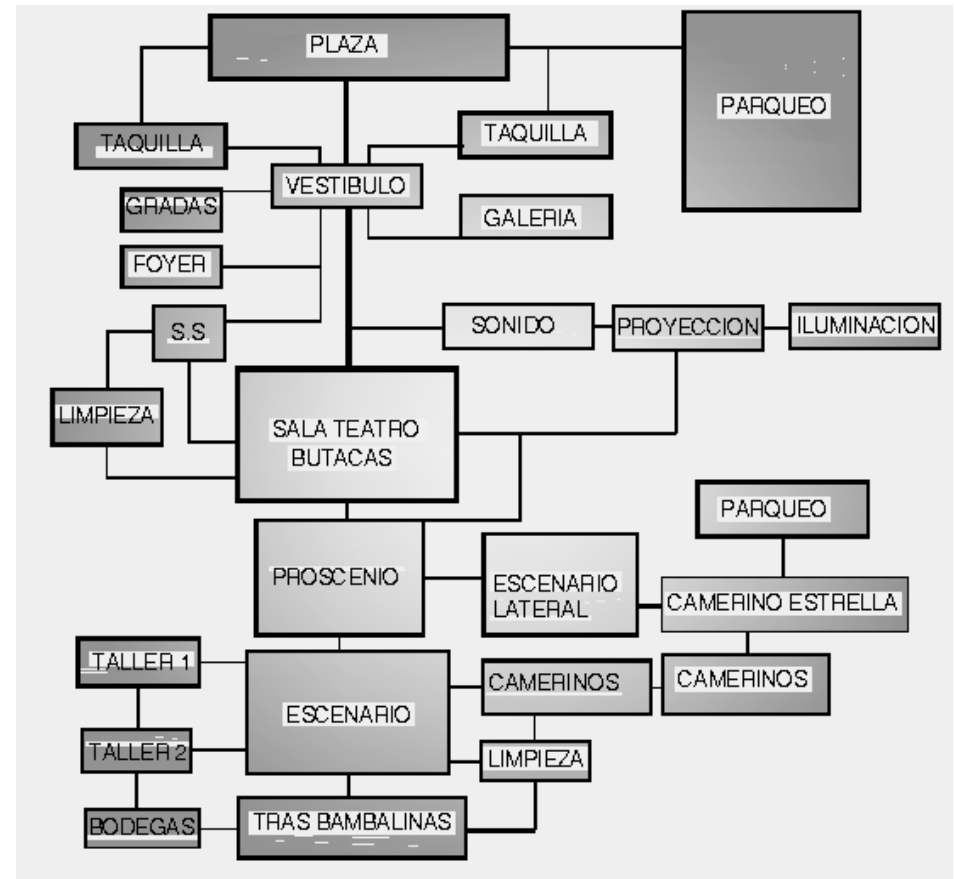 PLAZA
PARQUEO
TAQUILLA
TAQUILLA
VESTIBULO
GRADAS
GALERIA
FOYER
S.S
SONIDO
PROYECCION
ILUMINACION
LIMPIEZA
SALA TEATRO
BUTACAS
PARQUEO
PROSCENIO
ESCENARIO
LATERAL
CAMERINO ESTRELLA
TALLER 1
ESCENARIO
CAMERINOS
CAMERINOS
TALLER 2
LIMPIEZA
BODEGAS
TRAS BAMBALINAS